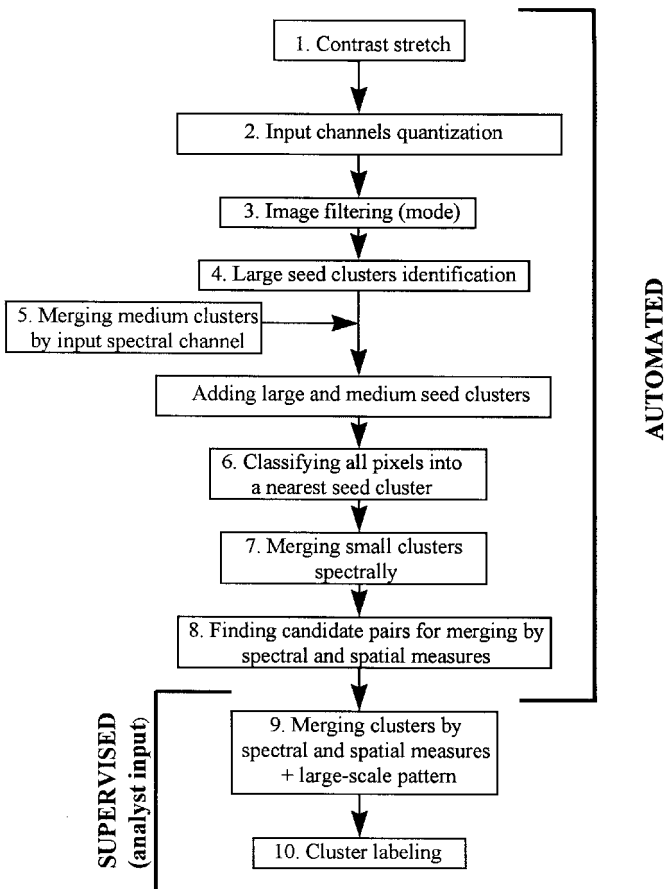 1. Contrast stretch
2. Input channels quantization
3. Image filtering (mode)
4. Large seed clusters identification
5. Merging medium clusters
by input spectral channel
Adding large and medium seed clusters
6. Classifying all pixels into
a nearest seed cluster
7. Merging small clusters
spectrally
8. Finding candidate pairs for merging by
spectral and spatial measures
9. Merging clusters by
spectral and spatial measures
+ large-scale pattern
10. Cluster labeling
AUTOMATED
SUPERVISED
(analyst input)